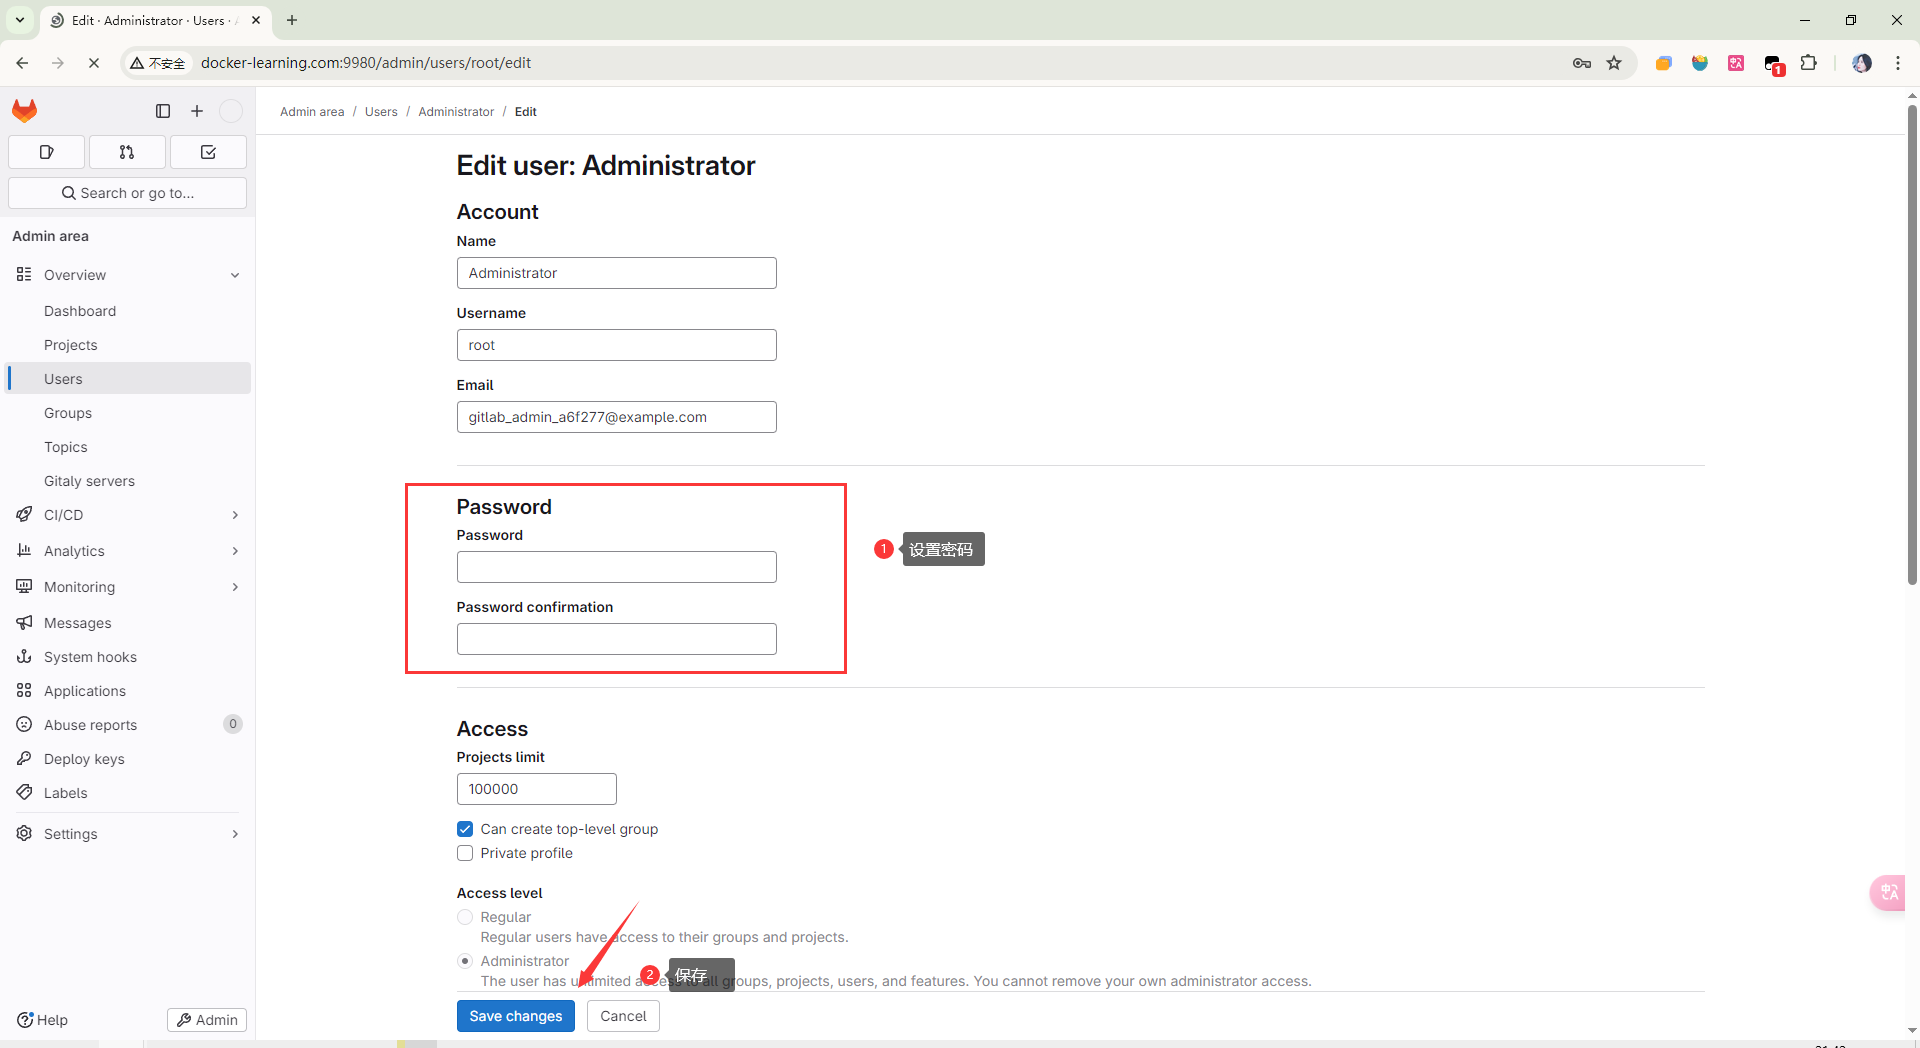 Edit · Administrator · Users ·
不安全
docker-learning.com:9980/admin/users/root/edit
1
Search or go to...
Admin area
Overview
Dashboard
Projects
Users
Groups
Topics
Gitaly servers
CI/CD
Analytics
Monitoring
Messages
System hooks
Applications
Abuse reports
0
Deploy keys
Labels
Settings
Help
Admin
Admin area / Users / Administrator / Edit
Edit user: Administrator
Account
Name
Administrator
Username
root
Email
gitlab_admin_a6f277@example.com
Password
Password
1 设置密码
Password confirmation
Access
Projects limit
100000
Can create top-level group
Private profile
Access level
Regular
Regular users have access to their groups and projects.
Administrator
2 保存
The user has unlimited access to all groups, projects, users, and features. You cannot remove your own administrator access.
Save changes
Cancel